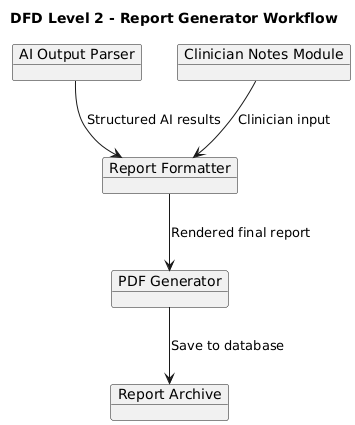 DFD Level 2 - Report Generator Workflow
AI Output Parser
Clinician Notes Module
Structured AI results
Clinician input
Report Formatter
Rendered final report
PDF Generator
Save to database
Report Archive